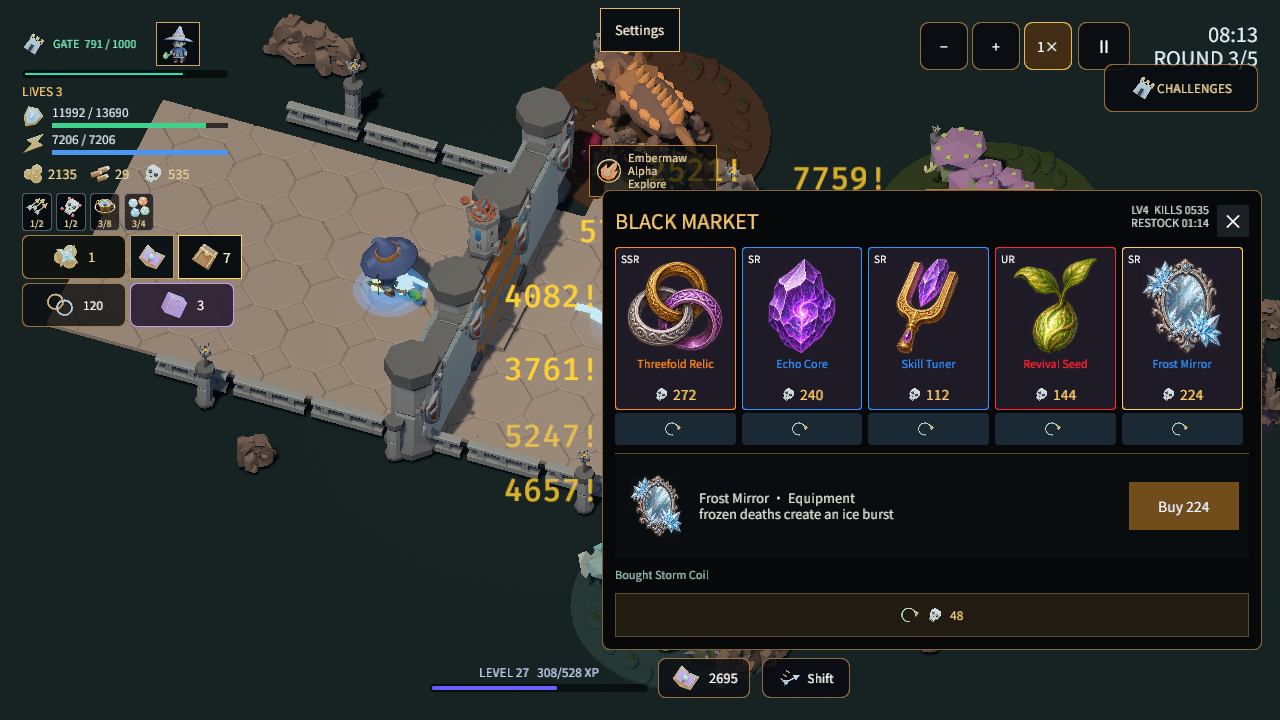 GATE 791 / 1000
LIVES 3
11992 / 13690
7206 / 7206
2135
29
535
1/2
1/2
3/8
3/4
1
7
120
3
Settings
−
+
1×
08:13
ROUND 3/5
CHALLENGES
Embermaw
Alpha
Explore
7759!
4082!
3761!
5247!
4657!
BLACK MARKET
LV4 KILLS 0535
RESTOCK 01:14
SSR
Threefold Relic
272
SR
Echo Core
240
SR
Skill Tuner
112
UR
Revival Seed
144
SR
Frost Mirror
224
Frost Mirror • Equipment
frozen deaths create an ice burst
Buy 224
Bought Storm Coil
48
LEVEL 27 308/528 XP
2695
Shift